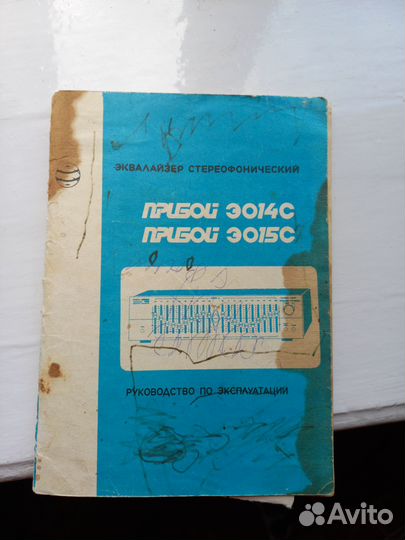 ЭКВАЛАЙЗЕР СТЕРЕОФОНИЧЕСКИЙ
ПРИБОЙ Э014С
ПРИБОЙ Э015С
РУКОВОДСТВО ПО ЭКСПЛУАТАЦИИ
Avito